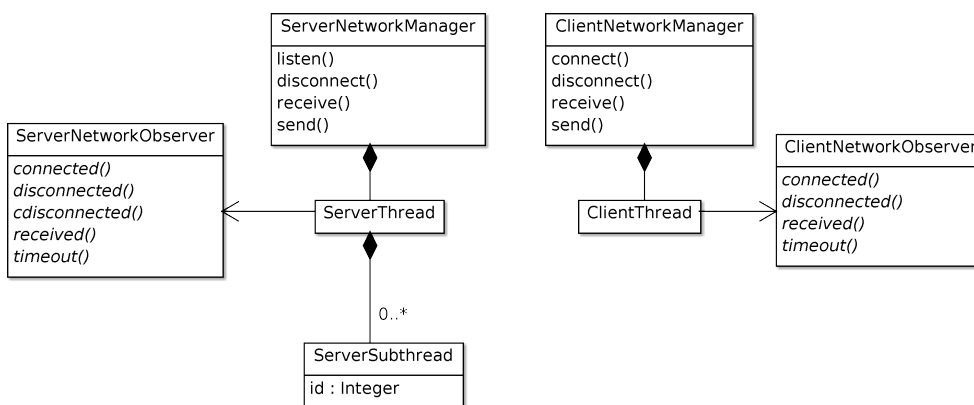 ServerNetworkManager
listen()
disconnect()
receive()
send()
ClientNetworkManager
connect()
disconnect()
receive()
send()
ServerNetworkObserver
connected()
disconnected()
cdisconnected()
received()
timeout()
ServerThread
ClientThread
ClientNetworkObserver
connected()
disconnected()
received()
timeout()
0..*
ServerSubthread
id : Integer